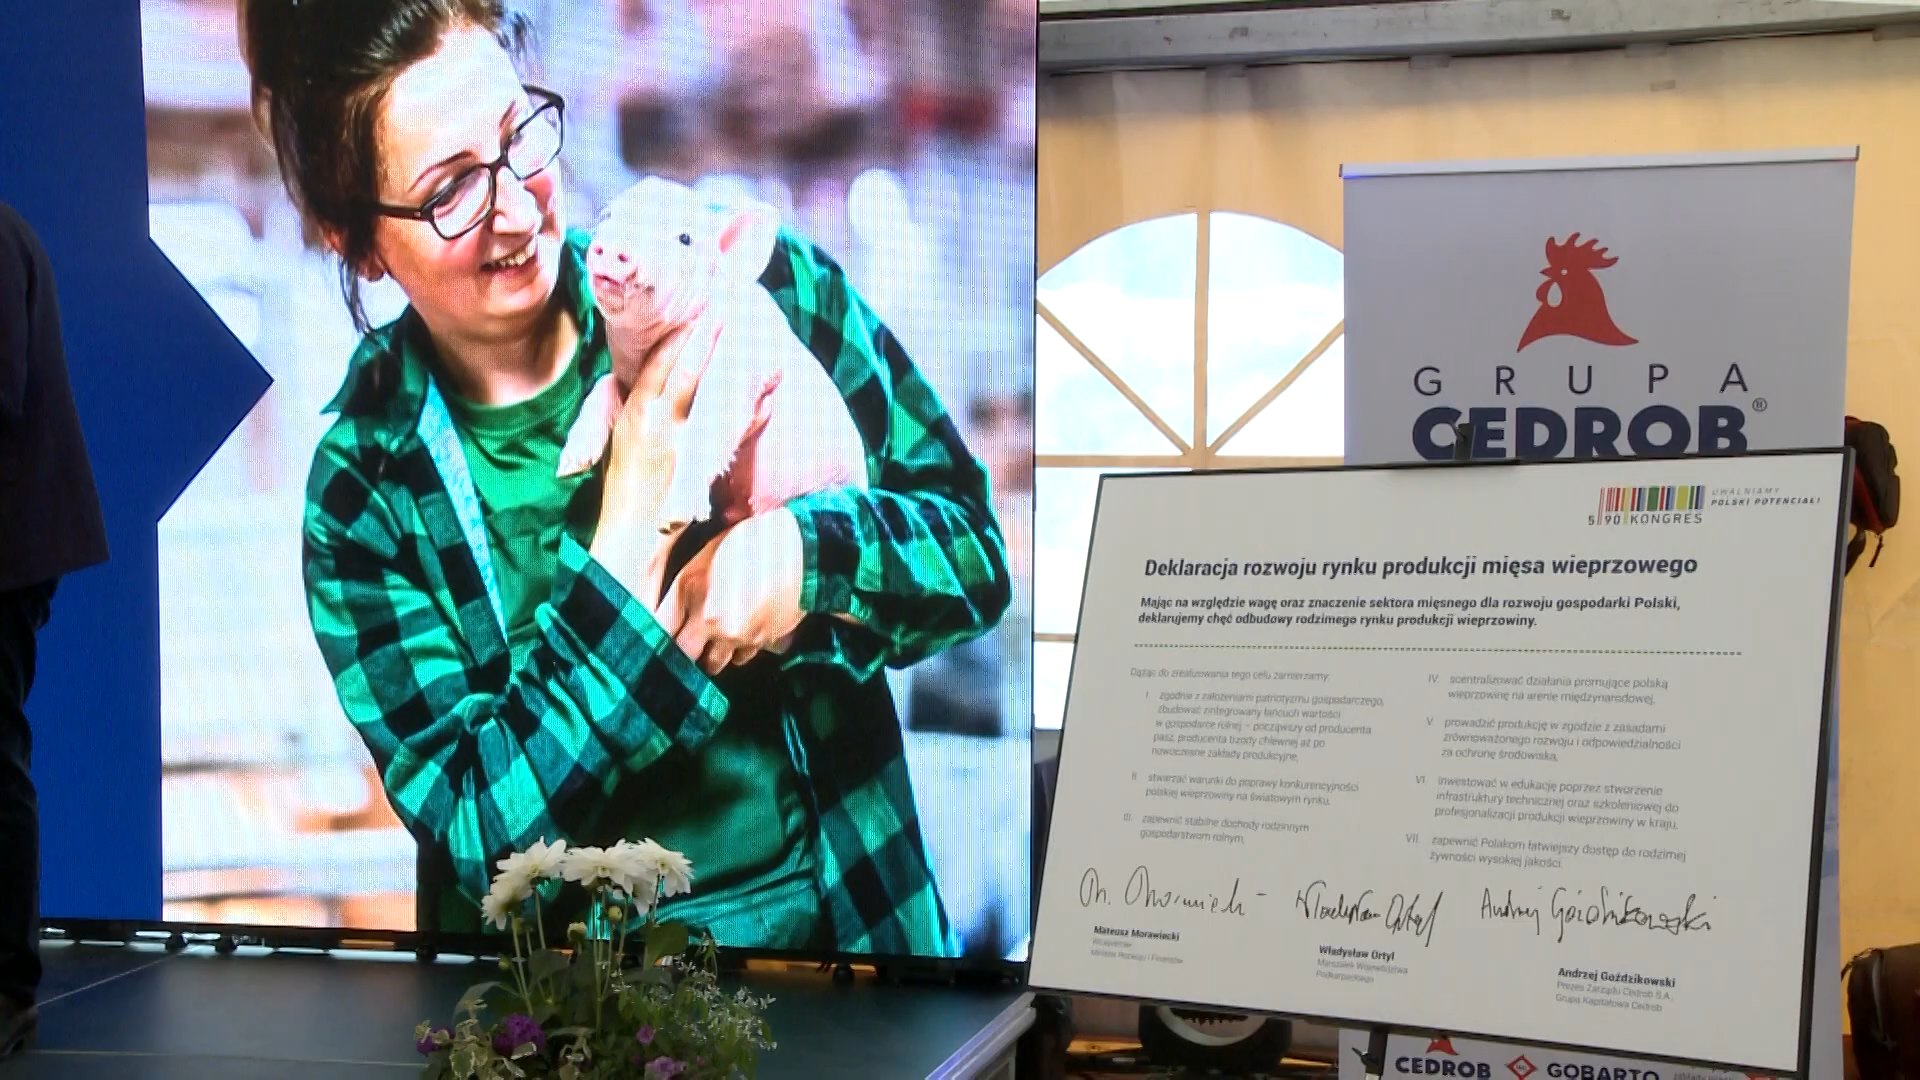 GRUPA
CEDROB®
590 KONGRES
UWALNIAMY
POLSKI POTENCJAŁ!
Deklaracja rozwoju rynku produkcji mięsa wieprzowego
Mając na względzie wagę oraz znaczenie sektora mięsnego dla rozwoju gospodarki Polski,
deklarujemy chęć odbudowy rodzimego rynku produkcji wieprzowiny.
Dążąc do zrealizowania tego celu zamierzamy:
I zgodnie z założeniami patriotyzmu gospodarczego,
zbudować zintegrowany łańcuch wartości
w gospodarce rolnej – począwszy od producenta
pasz, producenta trzody chlewnej aż po
nowoczesne zakłady produkcyjne,
II stwarzać warunki do poprawy konkurencyjności
polskiej wieprzowiny na światowym rynku,
III zapewnić stabilne dochody rodzinnym
gospodarstwom rolnym,
IV scentralizować działania promujące polską
wieprzowinę na arenie międzynarodowej,
V prowadzić produkcję w zgodzie z zasadami
zrównoważonego rozwoju i odpowiedzialności
za ochronę środowiska,
VI inwestować w edukację poprzez stworzenie
infrastruktury technicznej oraz szkoleniowej do
profesjonalizacji produkcji wieprzowiny w kraju,
VII zapewnić Polakom łatwiejszy dostęp do rodzimej
żywności wysokiej jakości.
M. Morawiecki
Władysław Ortyl
Andrzej Goździkowski
Mateusz Morawiecki
Wicepremier
Minister Rozwoju i Finansów
Władysław Ortyl
Marszałek Województwa
Podkarpackiego
Andrzej Goździkowski
Prezes Zarządu Cedrob S.A.
Grupa Kapitałowa Cedrob
CEDROB
GOBARTO